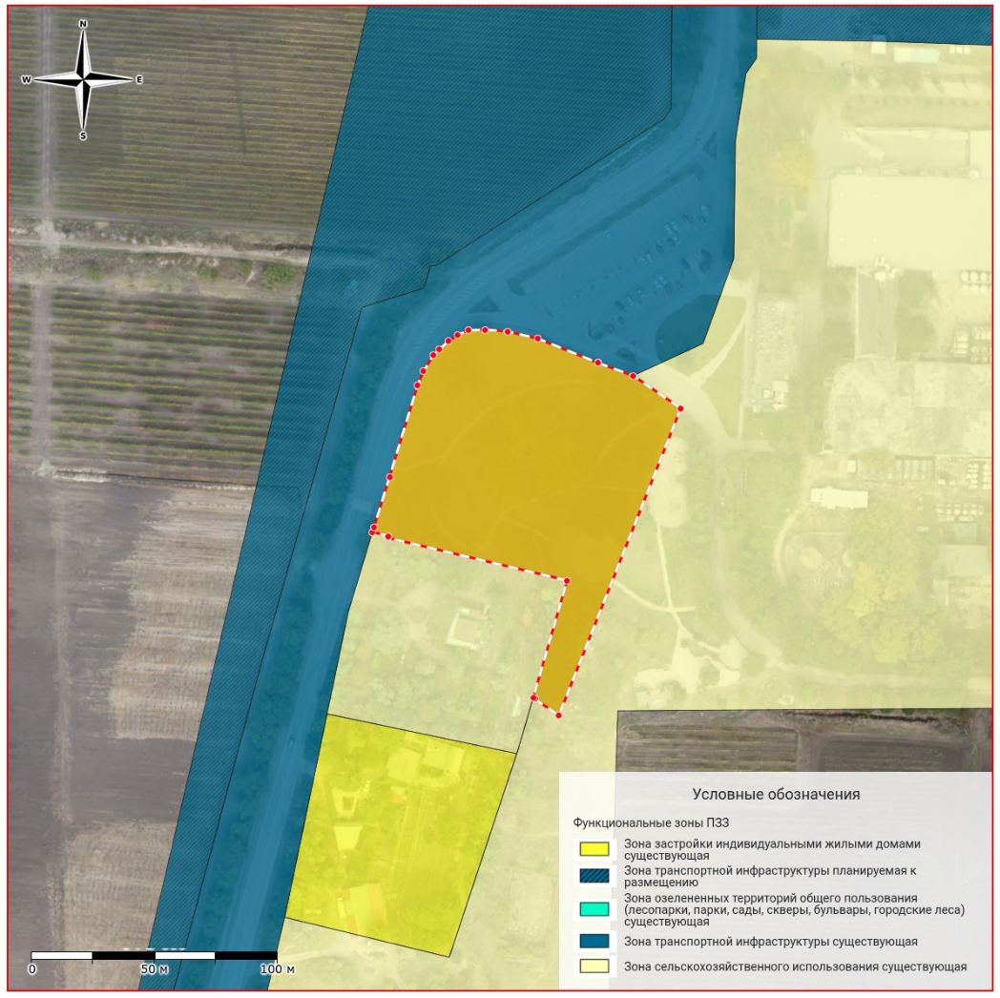 N
W E
S
Условные обозначения
Функциональные зоны ПЗЗ
Зона застройки индивидуальными жилыми домами
существующая
Зона транспортной инфраструктуры планируемая к
размещению
Зона озелененных территорий общего пользования
(лесопарки, парки, сады, скверы, бульвары, городские леса)
существующая
Зона транспортной инфраструктуры существующая
Зона сельскохозяйственного использования существующая
0 50 м 100 м